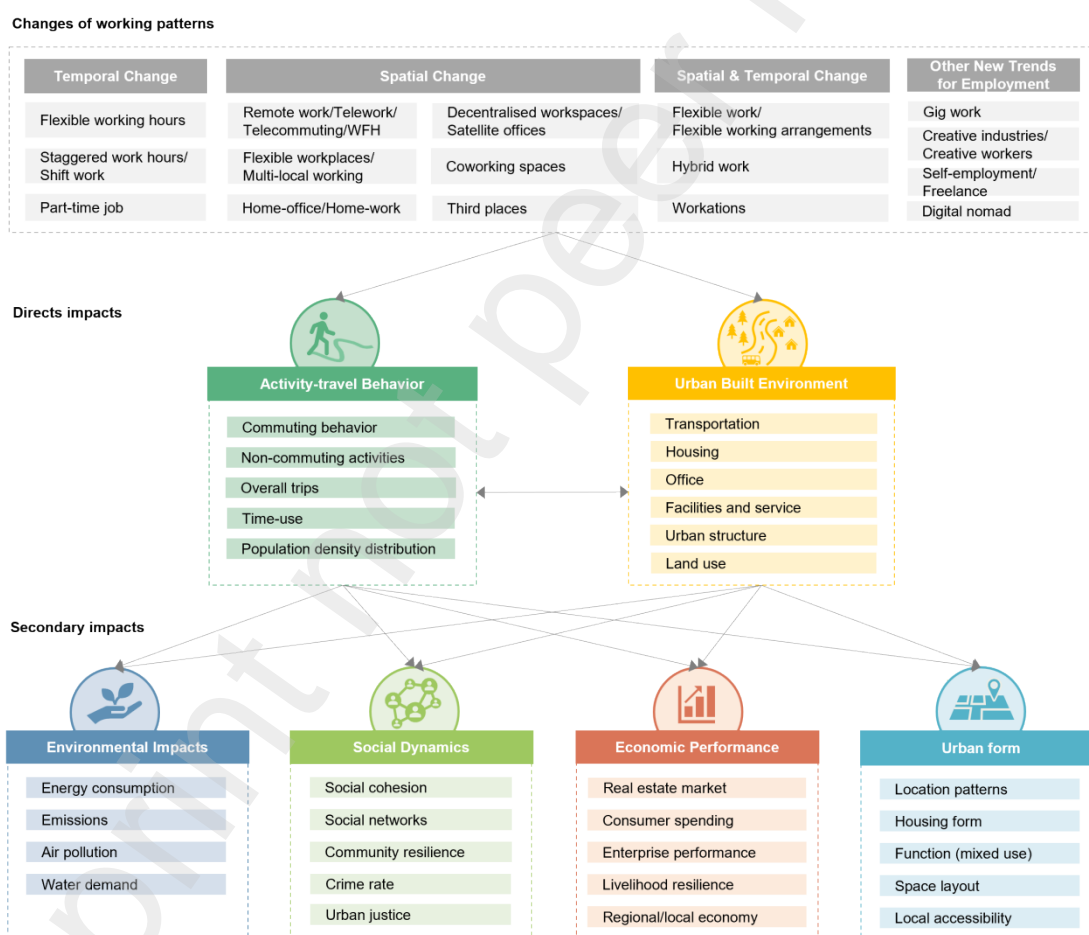 Changes of working patterns
Temporal Change
Flexible working hours
Staggered work hours/
Shift work
Part-time job
Spatial Change
Remote work/Telework/
Telecommuting/WFH
Flexible workplaces/
Multi-local working
Home-office/Home-work
Decentralised workspaces/
Satellite offices
Coworking spaces
Third places
Spatial & Temporal Change
Flexible work/
Flexible working arrangements
Hybrid work
Workations
Other New Trends
for Employment
Gig work
Creative industries/
Creative workers
Self-employment/
Freelance
Digital nomad
Directs impacts
Activity-travel Behavior
Commuting behavior
Non-commuting activities
Overall trips
Time-use
Population density distribution
Urban Built Environment
Transportation
Housing
Office
Facilities and service
Urban structure
Land use
Secondary impacts
Environmental Impacts
Energy consumption
Emissions
Air pollution
Water demand
Social Dynamics
Social cohesion
Social networks
Community resilience
Crime rate
Urban justice
Economic Performance
Real estate market
Consumer spending
Enterprise performance
Livelihood resilience
Regional/local economy
Urban form
Location patterns
Housing form
Function (mixed use)
Space layout
Local accessibility
print not peer